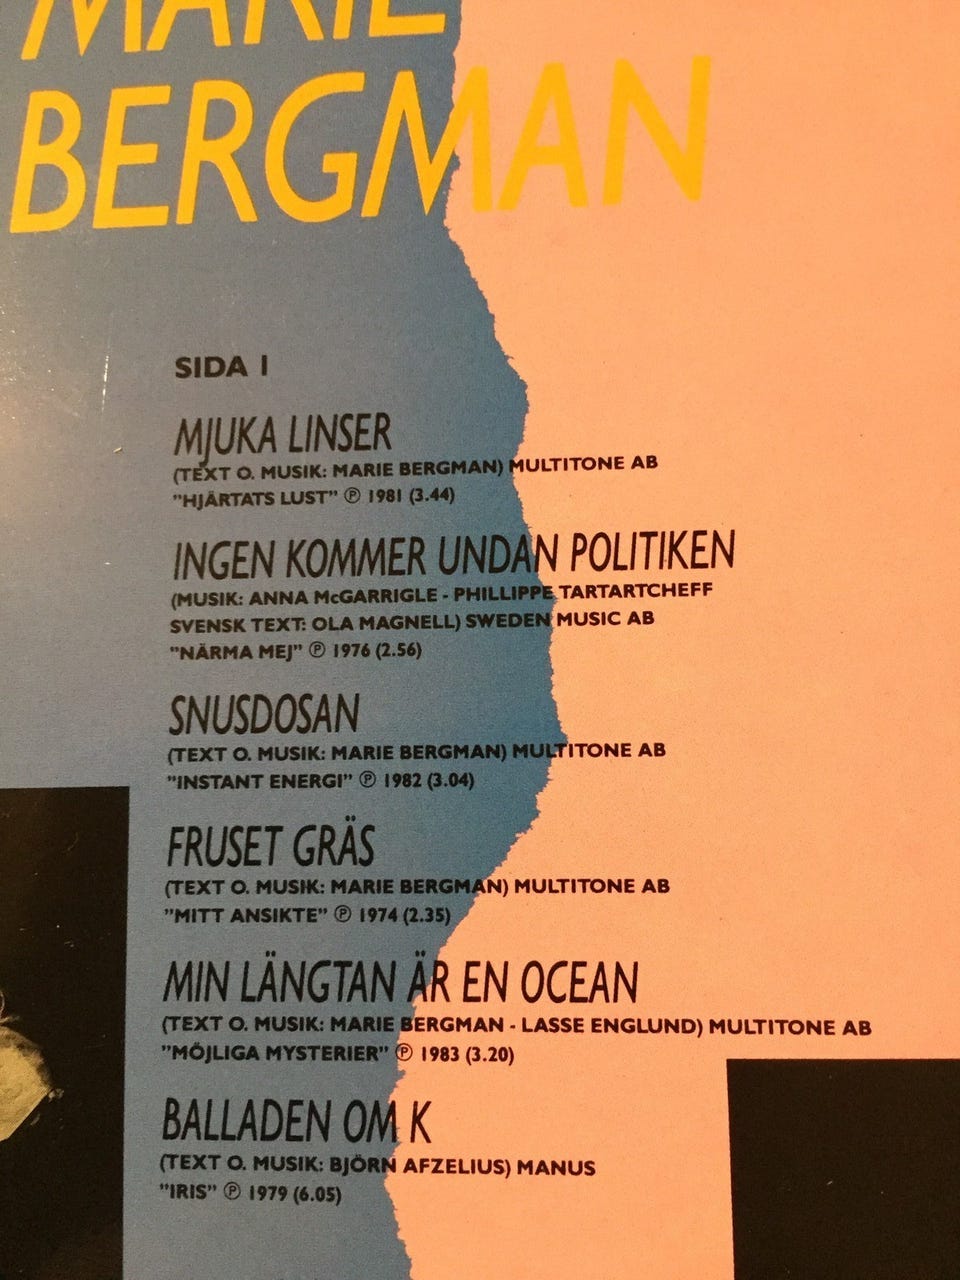 MARIE
BERGMAN
SIDA 1
MJUKA LINSER
(TEXT O. MUSIK: MARIE BERGMAN) MULTITONE AB
"HJÄRTATS LUST" ℗ 1981 (3.44)
INGEN KOMMER UNDAN POLITIKEN
(MUSIK: ANNA McGARRIGLE - PHILLIPPE TARTARTCHEFF
SVENSK TEXT: OLA MAGNELL) SWEDEN MUSIC AB
"NÄRMA MEJ" ℗ 1976 (2.56)
SNUSDOSAN
(TEXT O. MUSIK: MARIE BERGMAN) MULTITONE AB
"INSTANT ENERGI" ℗ 1982 (3.04)
FRUSET GRÄS
(TEXT O. MUSIK: MARIE BERGMAN) MULTITONE AB
"MITT ANSIKTE" ℗ 1974 (2.35)
MIN LÄNGTAN ÄR EN OCEAN
(TEXT O. MUSIK: MARIE BERGMAN - LASSE ENGLUND) MULTITONE AB
"MÖJLIGA MYSTERIER" ℗ 1983 (3.20)
BALLADEN OM K
(TEXT O. MUSIK: BJÖRN AFZELIUS) MANUS
"IRIS" ℗ 1979 (6.05)